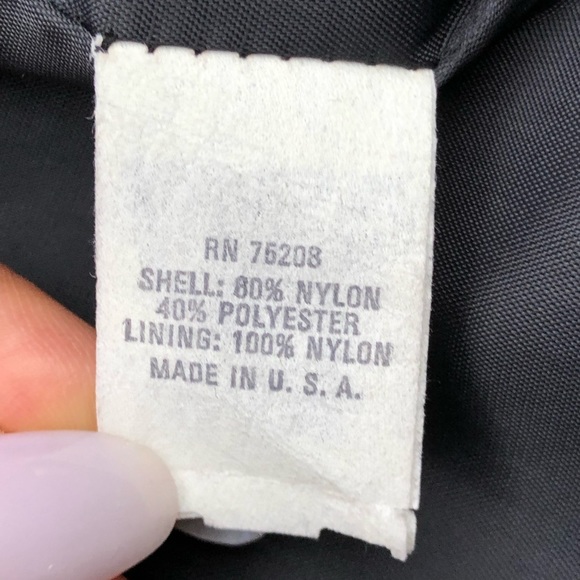 RN 75208
SHELL: 60% NYLON
40% POLYESTER
LINING: 100% NYLON
MADE IN U. S. A.